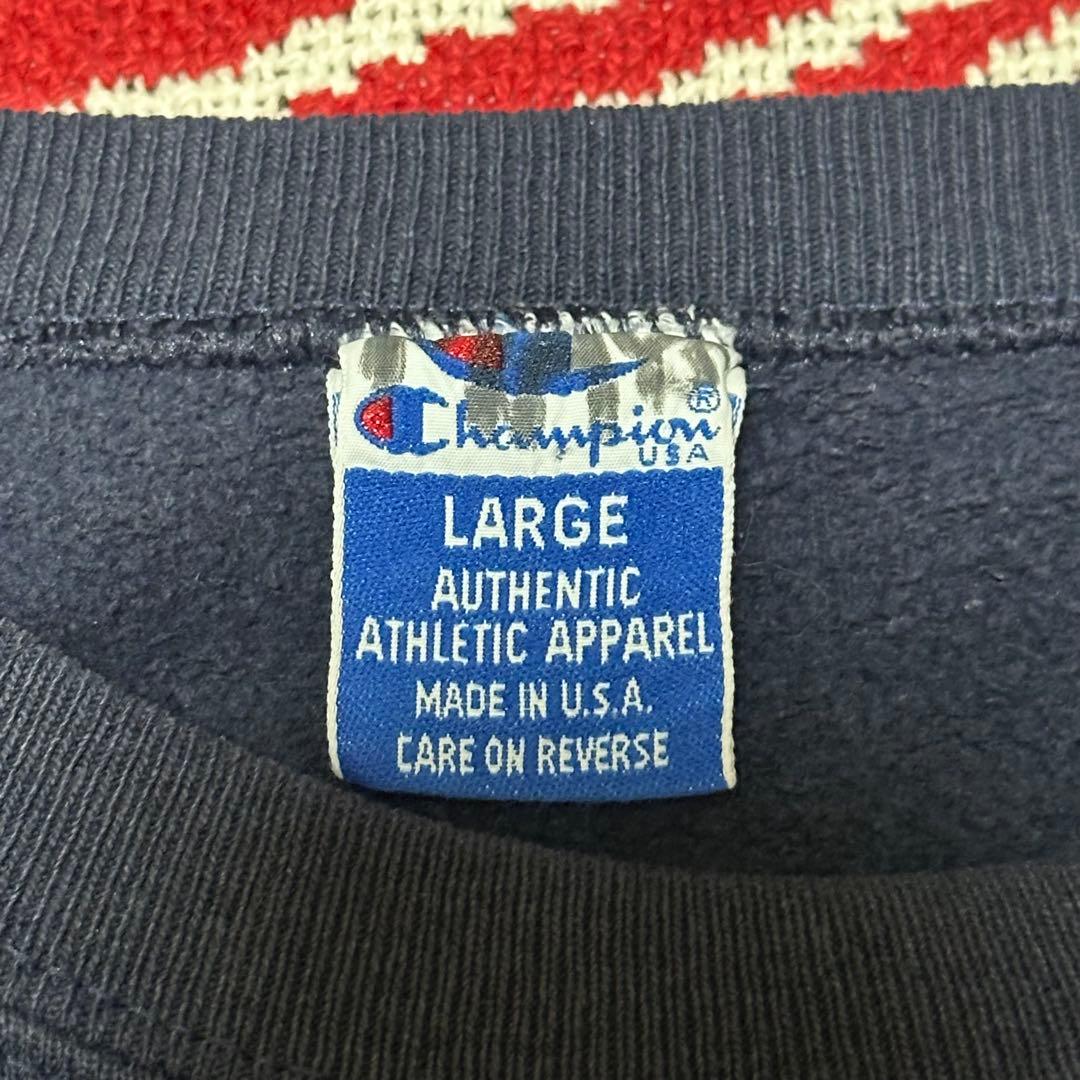 Champion®
USA
LARGE
AUTHENTIC
ATHLETIC APPAREL
MADE IN U.S.A.
CARE ON REVERSE